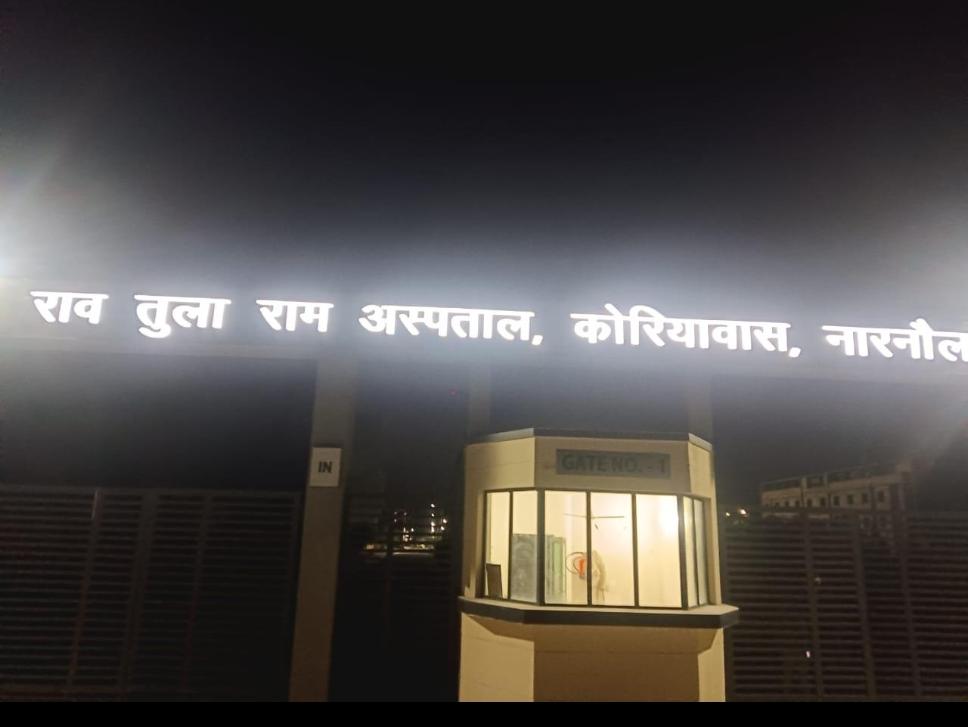 राव तुला राम अस्पताल, कोरियावास, नारनौल
IN
GATE NO. - 1